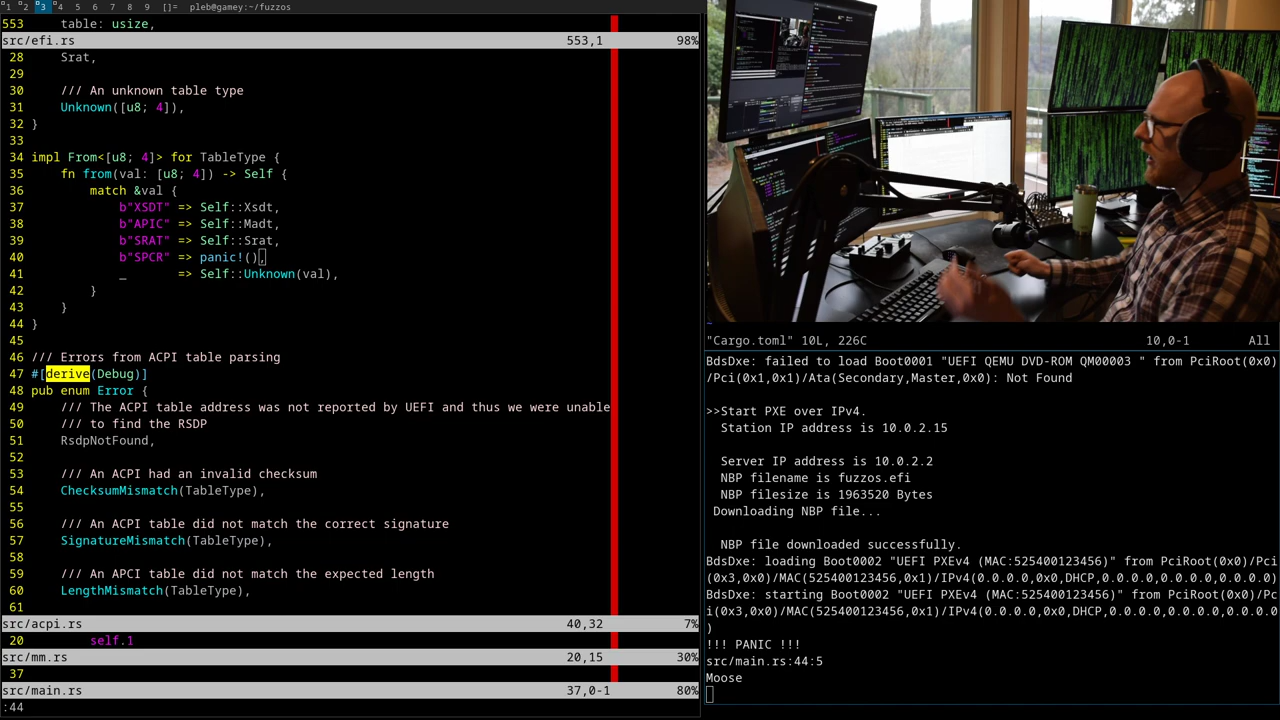 1 2 3 4 5 6 7 8 9 []= pleb@gamey:~/fuzzos
553     table: usize,
src/efi.rs 553,1 98%
28     Srat,
29
30     /// An unknown table type
31     Unknown([u8; 4]),
32 }
33
34 impl From<[u8; 4]> for TableType {
35     fn from(val: [u8; 4]) -> Self {
36         match &val {
37             b"XSDT" => Self::Xsdt,
38             b"APIC" => Self::Madt,
39             b"SRAT" => Self::Srat,
40             b"SPCR" => panic!(),
41             _       => Self::Unknown(val),
42         }
43     }
44 }
45
46 /// Errors from ACPI table parsing
47 #[derive(Debug)]
48 pub enum Error {
49     /// The ACPI table address was not reported by UEFI and thus we were unable
50     /// to find the RSDP
51     RsdpNotFound,
52
53     /// An ACPI had an invalid checksum
54     ChecksumMismatch(TableType),
55
56     /// An ACPI table did not match the correct signature
57     SignatureMismatch(TableType),
58
59     /// An APCI table did not match the expected length
60     LengthMismatch(TableType),
61
src/acpi.rs 40,32 7%
20         self.1
src/mm.rs 20,15 30%
37
src/main.rs 37,0-1 80%
:44
"Cargo.toml" 10L, 226C 10,0-1 All
BdsDxe: failed to load Boot0001 "UEFI QEMU DVD-ROM QM00003 " from PciRoot(0x0)
/Pci(0x1,0x1)/Ata(Secondary,Master,0x0): Not Found
>>Start PXE over IPv4.
  Station IP address is 10.0.2.15
  Server IP address is 10.0.2.2
  NBP filename is fuzzos.efi
  NBP filesize is 1963520 Bytes
 Downloading NBP file...
  NBP file downloaded successfully.
BdsDxe: loading Boot0002 "UEFI PXEv4 (MAC:525400123456)" from PciRoot(0x0)/Pci
(0x3,0x0)/MAC(525400123456,0x1)/IPv4(0.0.0.0,0x0,DHCP,0.0.0.0,0.0.0.0,0.0.0.0)
BdsDxe: starting Boot0002 "UEFI PXEv4 (MAC:525400123456)" from PciRoot(0x0)/Pc
i(0x3,0x0)/MAC(525400123456,0x1)/IPv4(0.0.0.0,0x0,DHCP,0.0.0.0,0.0.0.0,0.0.0.0
)
!!! PANIC !!!
src/main.rs:44:5
Moose